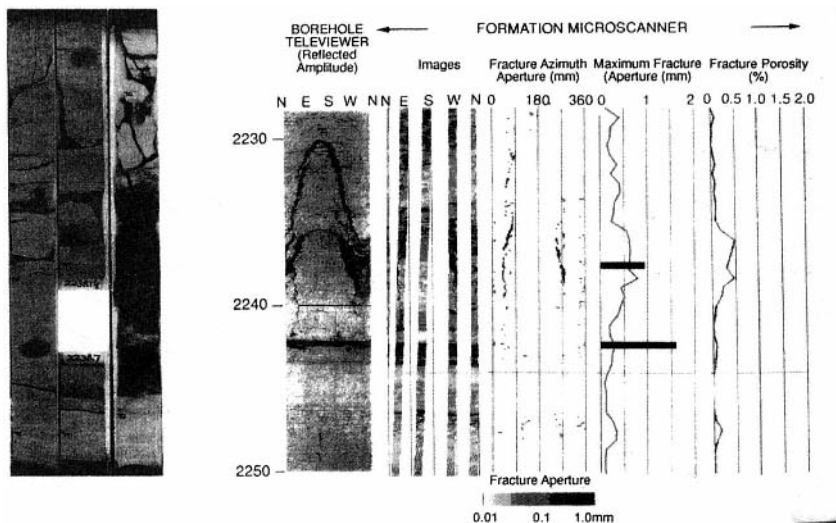 BOREHOLE
TELEVIEWER
(Reflected
Amplitude)
FORMATION MICROSCANNER
Images
Fracture Azimuth
Aperture (mm)
Maximum Fracture
(Aperture (mm)
Fracture Porosity
(%)
N E S W N
N E S W N
0 180 360
0 1 2
0 0.5 1.0 1.5 2.0
2230
2240
2250
Fracture Aperture
0.01 0.1 1.0mm